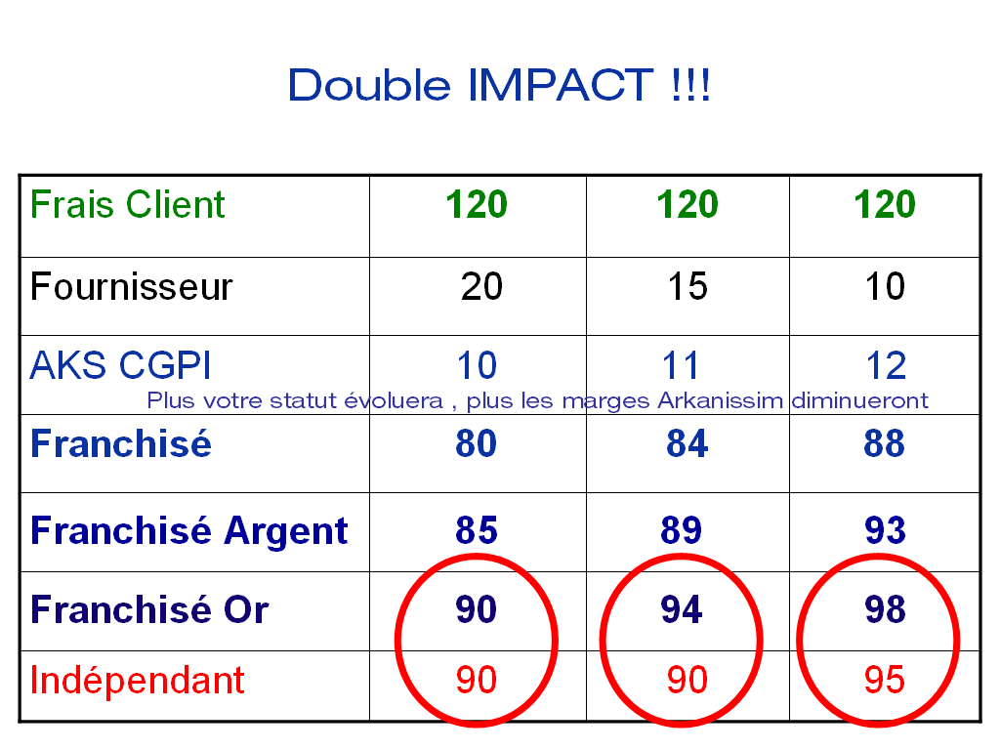 Double IMPACT !!!
Frais Client 120 120 120
Fournisseur 20 15 10
AKS CGPI 10 11 12
Plus votre statut évoluera , plus les marges Arkanissim diminueront
Franchisé 80 84 88
Franchisé Argent 85 89 93
Franchisé Or 90 94 98
Indépendant 90 90 95